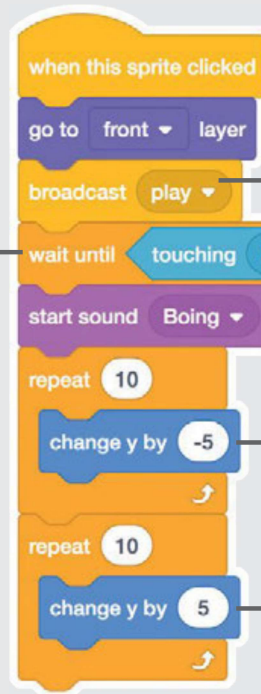 when this sprite clicked
go to front layer
broadcast play
wait until touching
start sound Boing
repeat 10
change y by -5
repeat 10
change y by 5